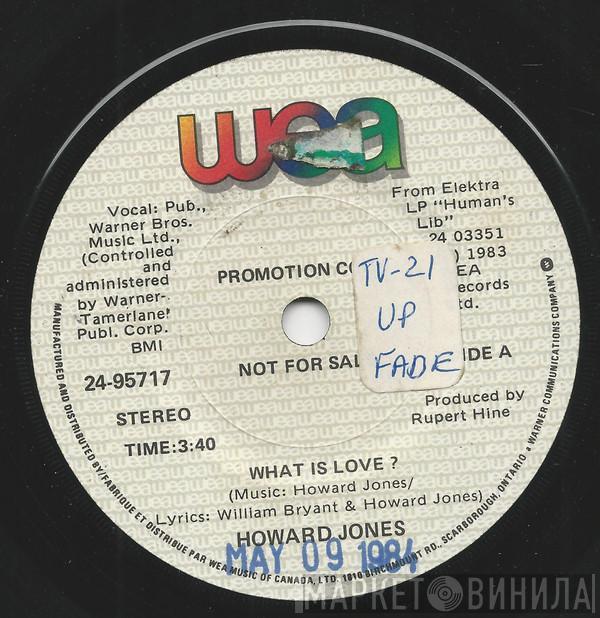 wea
Vocal: Pub.,
Warner Bros.
Music Ltd.,
(Controlled
and
administered
by Warner-
Tamerlane
Publ. Corp.
BMI
24-95717
STEREO
TIME:3:40
From Elektra
LP "Human's
Lib"
24 03351
) 1983
EA
ecords
td.
PROMOTION CO
NOT FOR SAL
IDE A
TV-21
UP
FADE
Produced by
Rupert Hine
WHAT IS LOVE ?
(Music: Howard Jones/
Lyrics: William Bryant & Howard Jones)
HOWARD JONES
MAY 09 1984
MANUFACTURED AND DISTRIBUTED BY/FABRIQUE ET DISTRIBUE PAR WEA MUSIC OF CANADA, LTD. 1810 BIRCHMOUNT RD., SCARBOROUGH, ONTARIO a WARNER COMMUNICATIONS COMPANY
МАРКЕТ ВИНИЛА